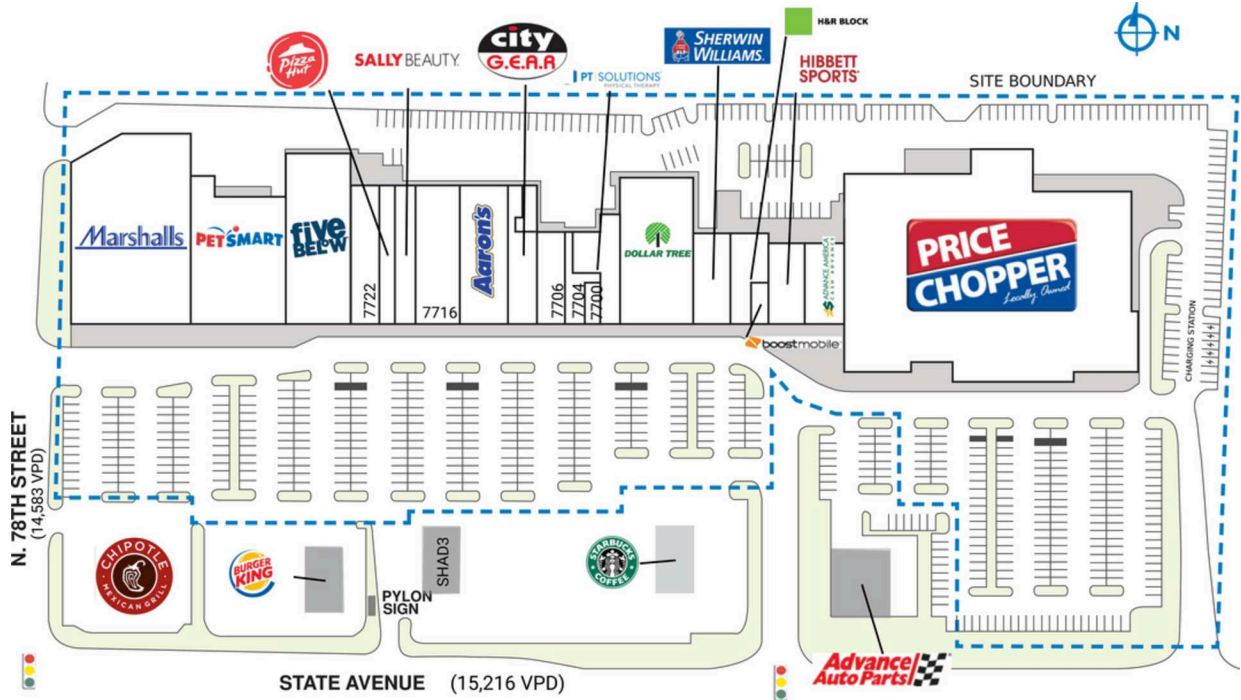 N
H&R BLOCK
Pizza
Hut
SALLY BEAUTY
city
G.E.A.R
PT SOLUTIONS
PHYSICAL THERAPY
SHERWIN
WILLIAMS.
HIBBETT
SPORTS
SITE BOUNDARY
Marshalls
PETSMART
five
BELOW
7722
7716
Aaron's
7706
7704
7700
DOLLAR TREE
ADVANCE AMERICA
CASH ADVANCE
PRICE
CHOPPER
Locally Owned
boostmobile
CHARGING STATION
N. 78TH STREET
(14,583 VPD)
CHIPOTLE
MEXICAN GRILL
BURGER
KING
PYLON
SIGN
SHAD3
STARBUCKS
COFFEE
Advance
Auto Parts
STATE AVENUE (15,216 VPD)